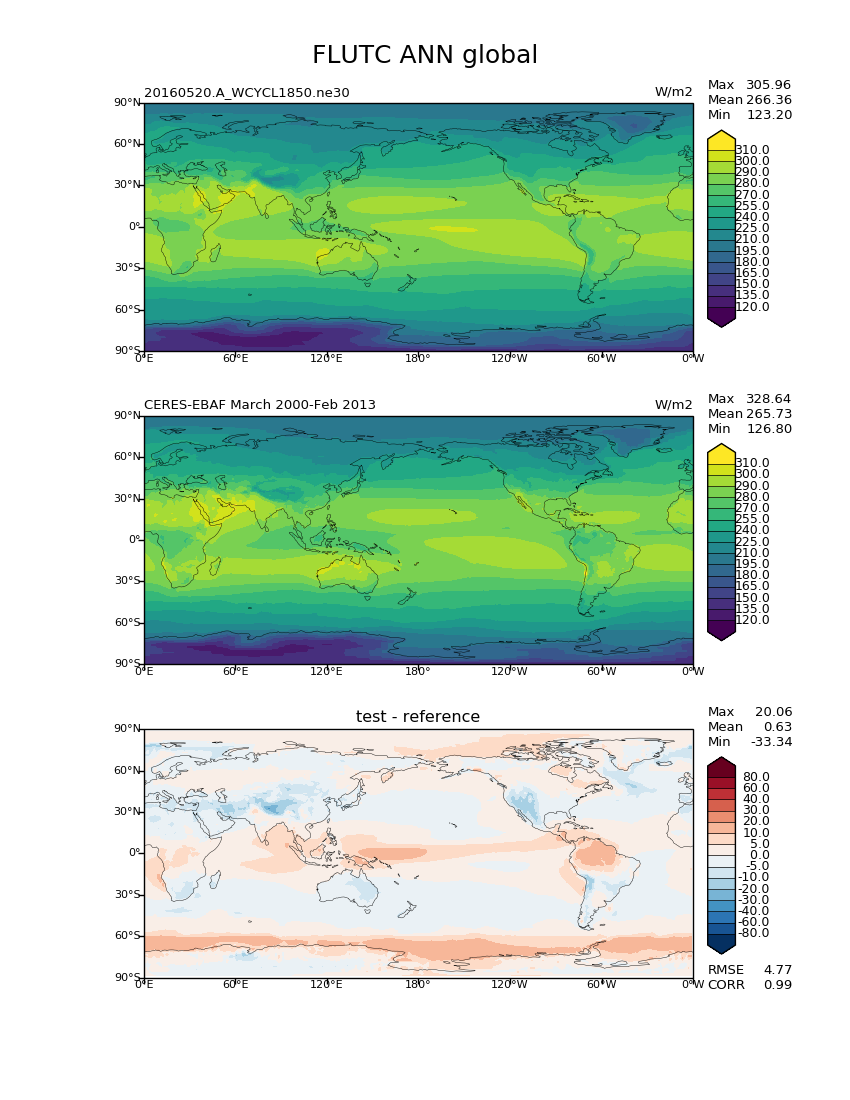 FLUTC ANN global
20160520.A_WCYCL1850.ne30 W/m2
Max 305.96
Mean 266.36
Min 123.20
90°N
60°N
30°N
0°
30°S
60°S
90°S
0°E 60°E 120°E 180° 120°W 60°W 0°W
310.0
300.0
290.0
280.0
270.0
255.0
240.0
225.0
210.0
195.0
180.0
165.0
150.0
135.0
120.0
CERES-EBAF March 2000-Feb 2013 W/m2
Max 328.64
Mean 265.73
Min 126.80
90°N
60°N
30°N
0°
30°S
60°S
90°S
0°E 60°E 120°E 180° 120°W 60°W 0°W
310.0
300.0
290.0
280.0
270.0
255.0
240.0
225.0
210.0
195.0
180.0
165.0
150.0
135.0
120.0
test - reference
Max 20.06
Mean 0.63
Min -33.34
90°N
60°N
30°N
0°
30°S
60°S
90°S
0°E 60°E 120°E 180° 120°W 60°W 0°W
80.0
60.0
40.0
30.0
20.0
10.0
5.0
0.0
-5.0
-10.0
-20.0
-30.0
-40.0
-60.0
-80.0
RMSE 4.77
CORR 0.99